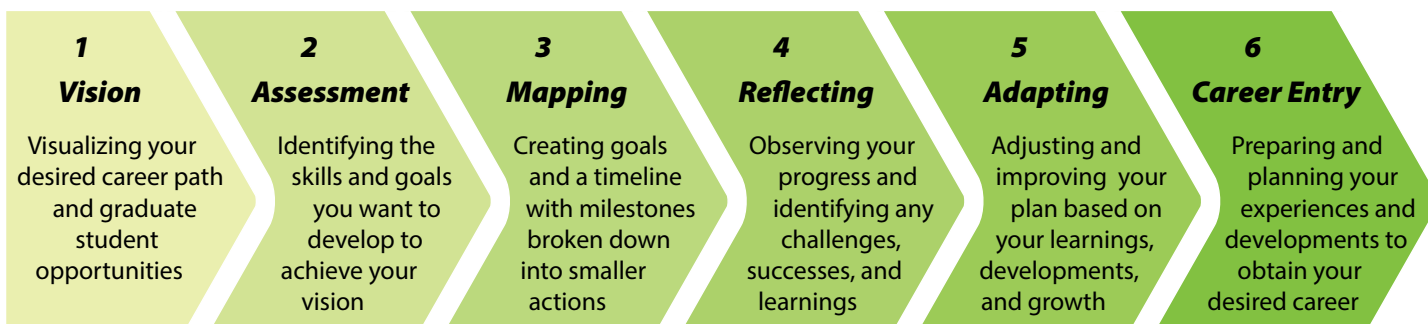 1
Vision
Visualizing your
desired career path
and graduate
student
opportunities
2
Assessment
Identifying the
skills and goals
you want to
develop to
achieve your
vision
3
Mapping
Creating goals
and a timeline
with milestones
broken down
into smaller
actions
4
Reflecting
Observing your
progress and
identifying any
challenges,
successes, and
learnings
5
Adapting
Adjusting and
improving your
plan based on
your learnings,
developments,
and growth
6
Career Entry
Preparing and
planning your
experiences and
developments to
obtain your
desired career